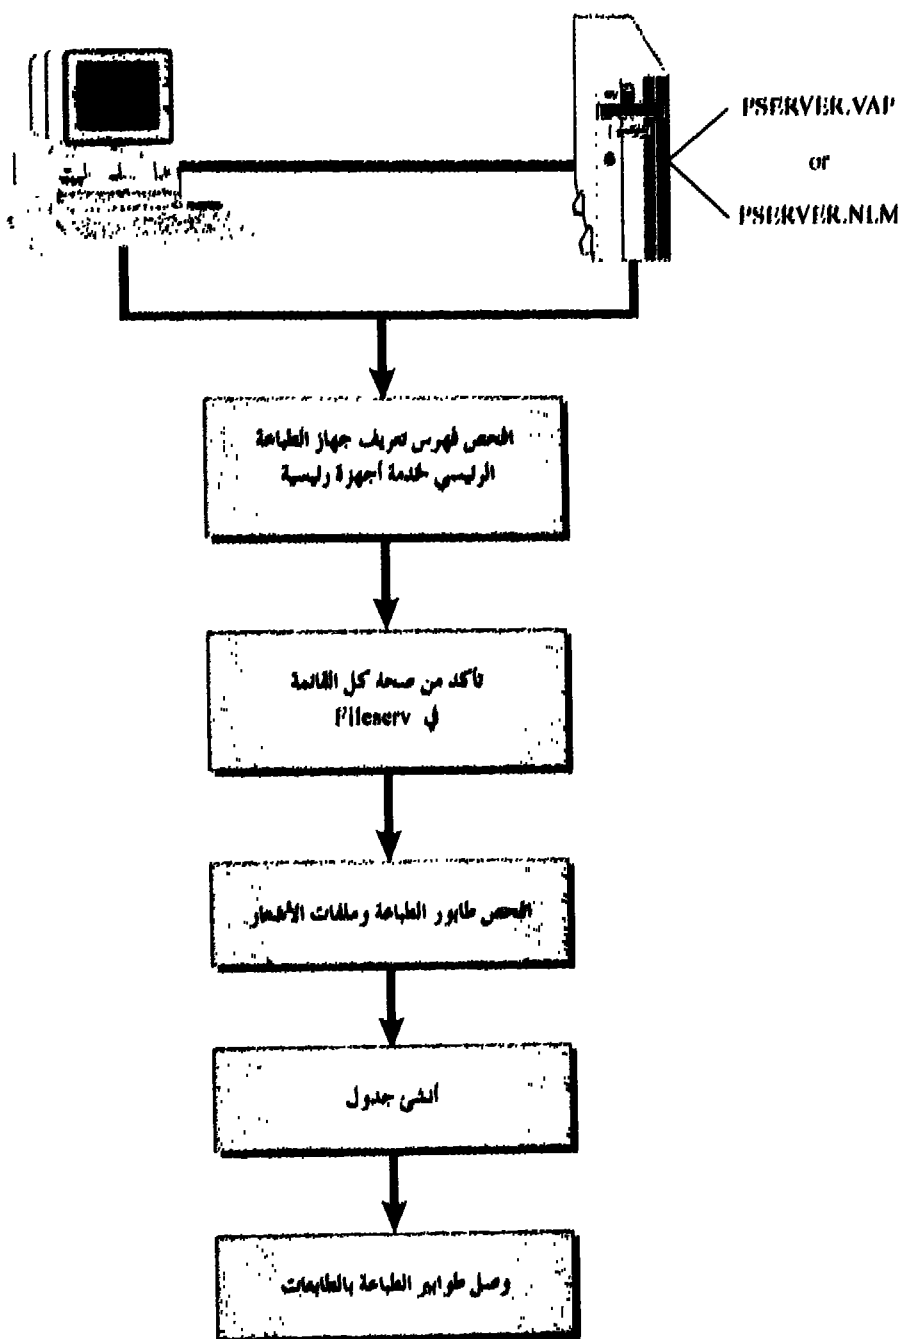 PSERVER.VAP
or
PSERVER.NLM
افحص فهرس تعريف جهاز الطباعة
الرئيسي خدمة أجهزة رئيسية
تأكد من صحة كل القائمة
في Fileserv
افحص طابور الطباعة وملفات الأشعار
أنشئ جدول
وصل طوابير الطباعة بالطابعات